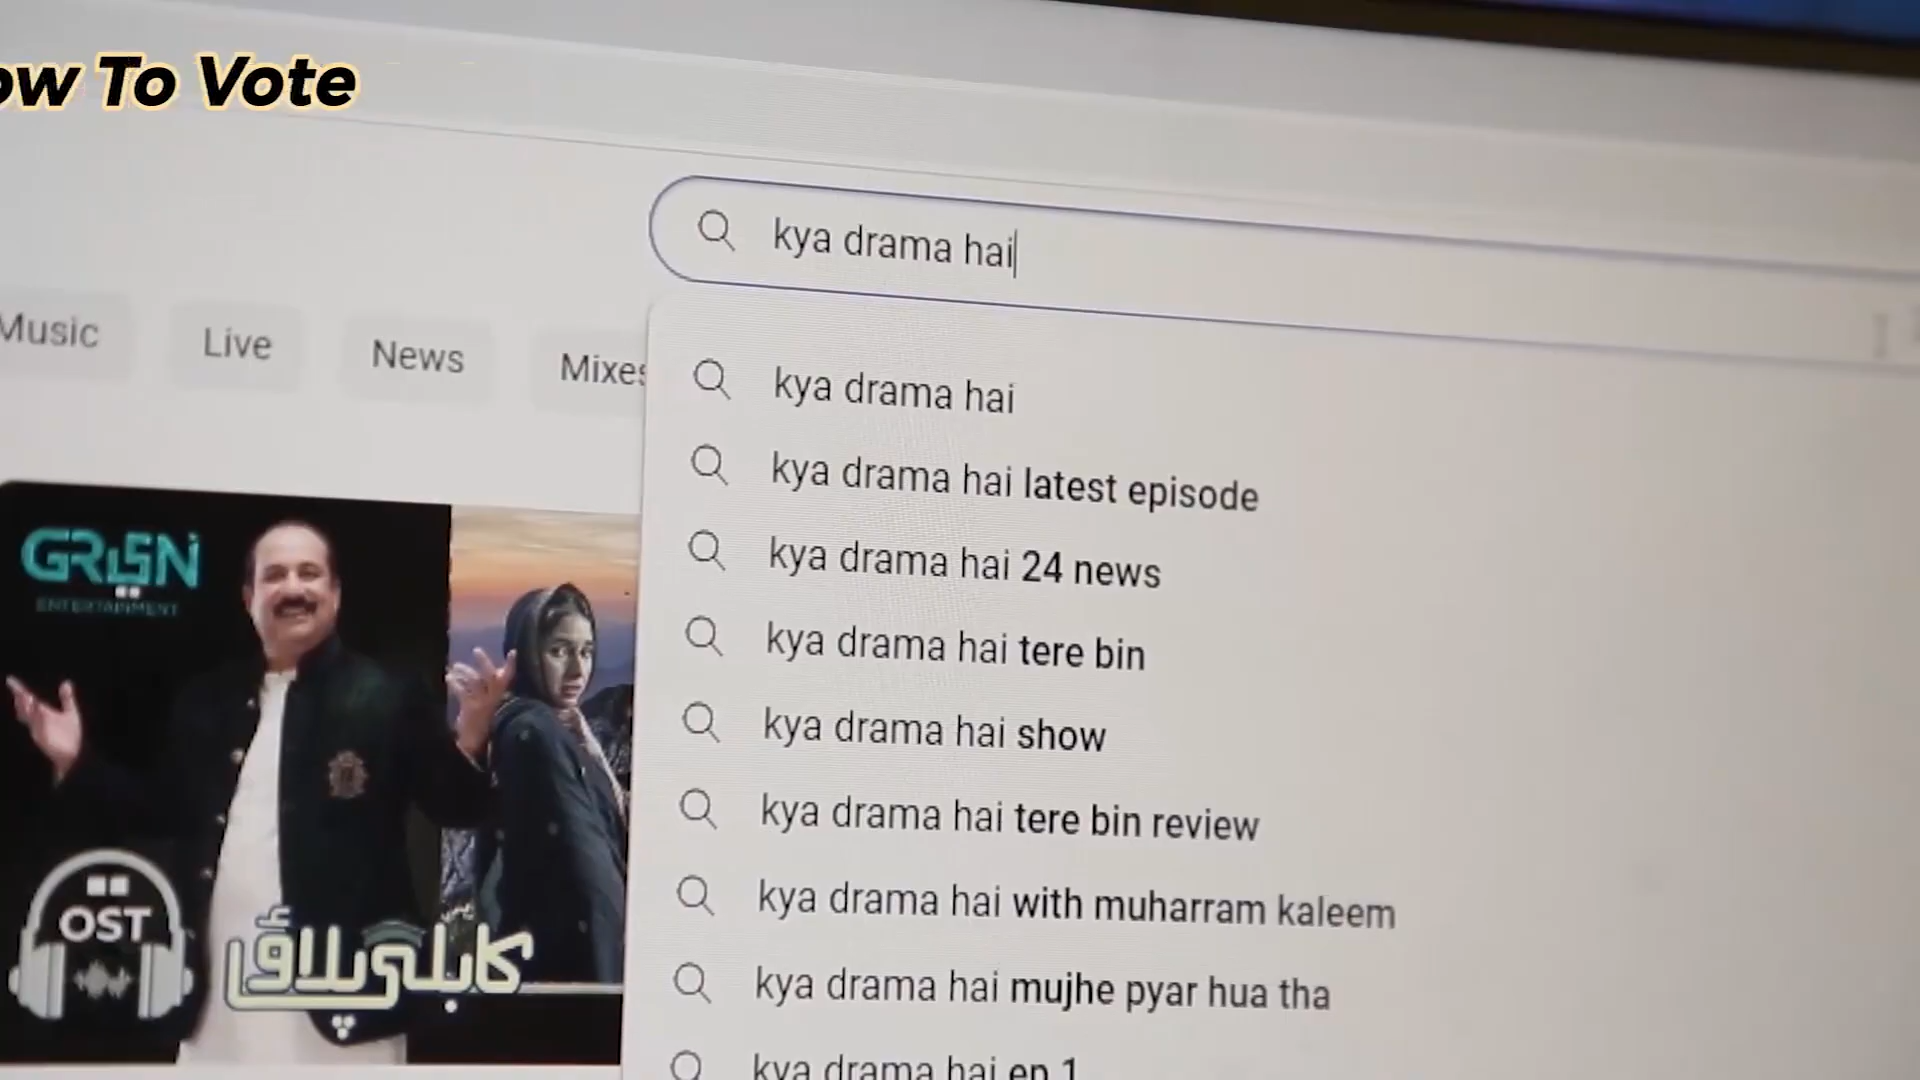 ow To Vote
kya drama hai
Music
Live
News
Mixes
kya drama hai
kya drama hai latest episode
kya drama hai 24 news
kya drama hai tere bin
kya drama hai show
kya drama hai tere bin review
kya drama hai with muharram kaleem
kya drama hai mujhe pyar hua tha
kya drama hai ep 1
GREEN
ENTERTAINMENT
OST
کابلی پلاؤ